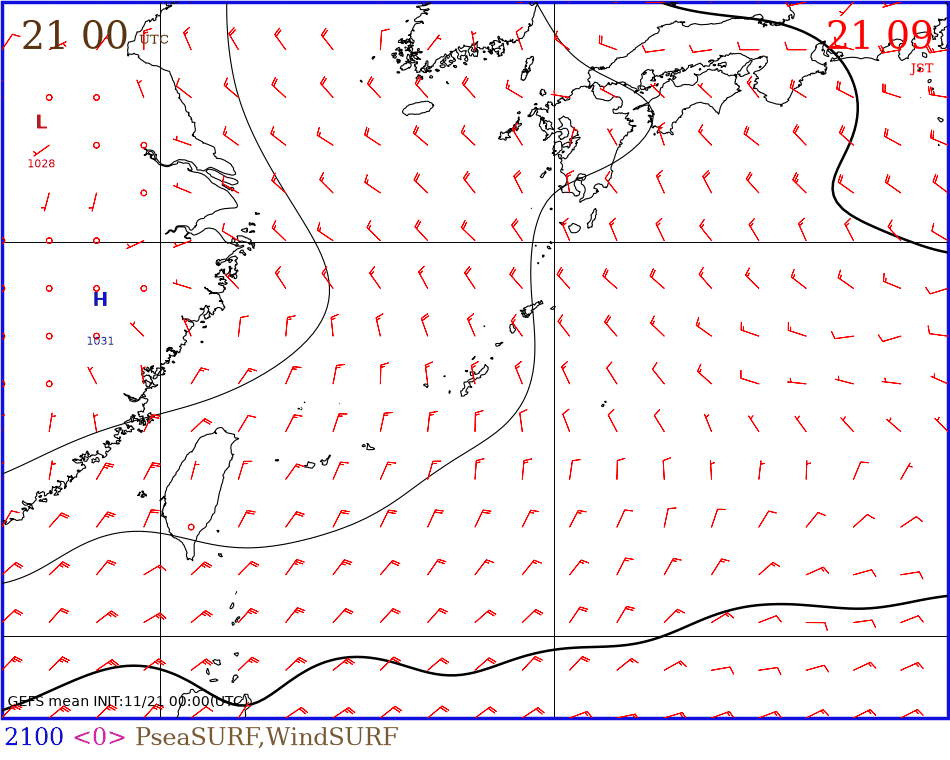 21 00 UTC
21 09
JST
L
1028
H
1031
GEFS mean INIT:11/21 00:00(UTC)
2100 <0> PseaSURF,WindSURF